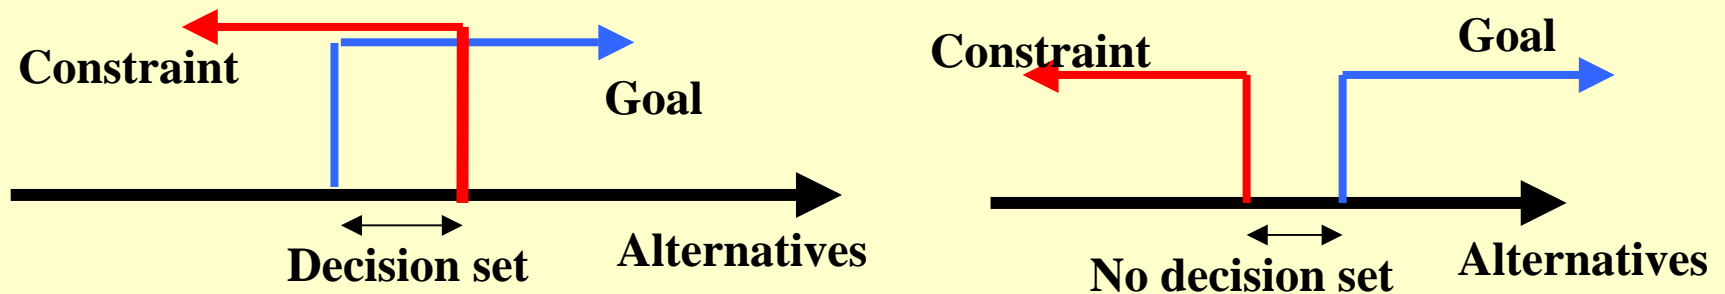 Constraint
Goal
Decision set
Alternatives
Constraint
Goal
No decision set
Alternatives